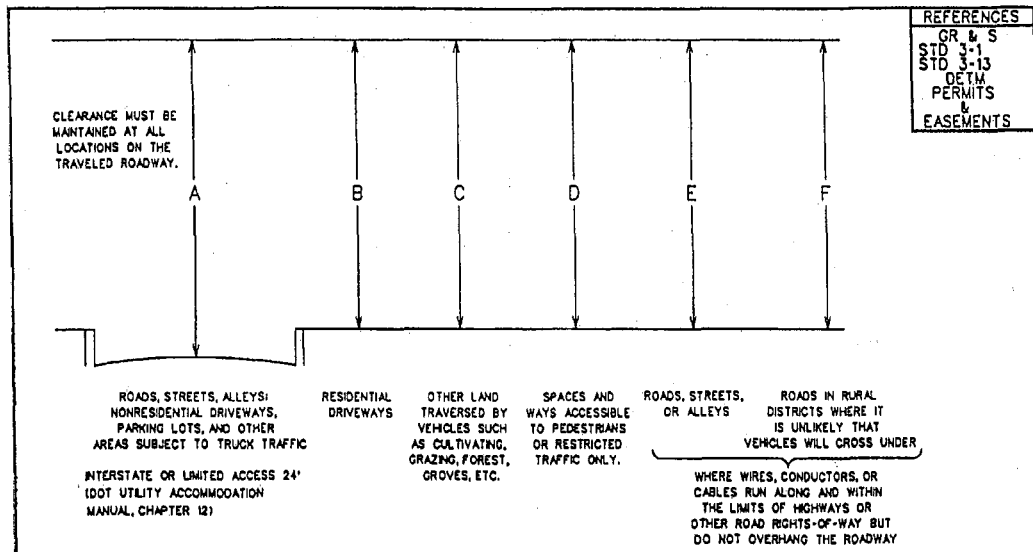 REFERENCES
GR & S
STD 3-1
STD 3-13
DETM
PERMITS
&
EASEMENTS
CLEARANCE MUST BE
MAINTAINED AT ALL
LOCATIONS ON THE
TRAVELED ROADWAY.
A
B
C
D
E
F
ROADS, STREETS, ALLEYS;
NONRESIDENTIAL DRIVEWAYS,
PARKING LOTS, AND OTHER
AREAS SUBJECT TO TRUCK TRAFFIC
INTERSTATE OR LIMITED ACCESS 24'
(DOT UTILITY ACCOMMODATION
MANUAL, CHAPTER 12)
RESIDENTIAL
DRIVEWAYS
OTHER LAND
TRAVERSED BY
VEHICLES SUCH
AS CULTIVATING,
GRAZING, FOREST,
GROVES, ETC.
SPACES AND
WAYS ACCESSIBLE
TO PEDESTRIANS
OR RESTRICTED
TRAFFIC ONLY.
ROADS, STREETS,
OR ALLEYS
ROADS IN RURAL
DISTRICTS WHERE IT
IS UNLIKELY THAT
VEHICLES WILL CROSS UNDER
WHERE WIRES, CONDUCTORS, OR
CABLES RUN ALONG AND WITHIN
THE LIMITS OF HIGHWAYS OR
OTHER ROAD RIGHTS-OF-WAY BUT
DO NOT OVERHANG THE ROADWAY